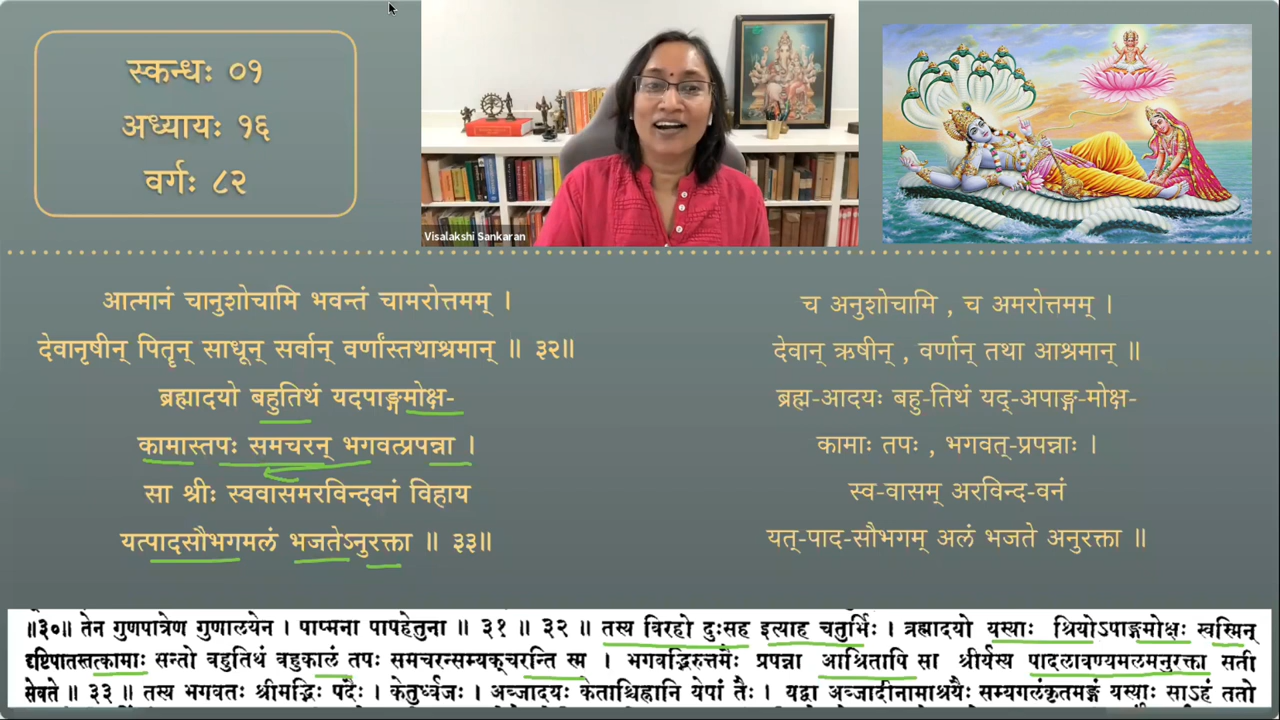 स्कन्धः ०१
अध्यायः १६
वर्गः ८२
Visalakshi Sankaran
आत्मानं चानुशोचामि भवन्तं चामरोत्तमम् ।
देवानृषीन् पितॄन् साधून् सर्वान् वर्णांस्तथाश्रमान् ॥ ३२॥
ब्रह्मादयो बहुतिथं यदपाङ्गमोक्ष-
कामास्तपः समचरन् भगवत्प्रपन्ना ।
सा श्रीः स्ववासमरविन्दवनं विहाय
यत्पादसौभगमलं भजतेऽनुरक्ता ॥ ३३॥
च अनुशोचामि , च अमरोत्तमम् ।
देवान् ऋषीन् , वर्णान् तथा आश्रमान् ॥
ब्रह्म-आदयः बहु-तिथं यद्-अपाङ्ग-मोक्ष-
कामाः तपः , भगवत्-प्रपन्नाः ।
स्व-वासम् अरविन्द-वनं
यत्-पाद-सौभगम् अलं भजते अनुरक्ता ॥
॥३०॥ तेन गुणपात्रेण गुणालयेन । पाप्मना पापहेतुना ॥ ३१ ॥ ३२ ॥ तस्य विरहो दुःसह इत्याह चतुर्भिः । ब्रह्मादयो यस्याः श्रियोऽपाङ्गमोक्षः स्वस्मिन्
दृष्टिपातस्तत्कामाः सन्तो बहुतिथं बहुकालं तपः समचरन्सम्यक्चरन्ति स्म । भगवद्भिरुत्तमैः प्रपन्ना आश्रितापि सा श्रीर्यस्य पादलावण्यमलमनुरक्ता सती
सेवते ॥ ३३ ॥ तस्य भगवतः श्रीमद्भिः पदैः । केतुर्ध्वजः । अब्जादयः केताश्चिह्नानि येषां तैः । यद्वा अब्जादीनामाश्रयैः सम्यगलंकृतमङ्गं यस्याः साऽहं ततो